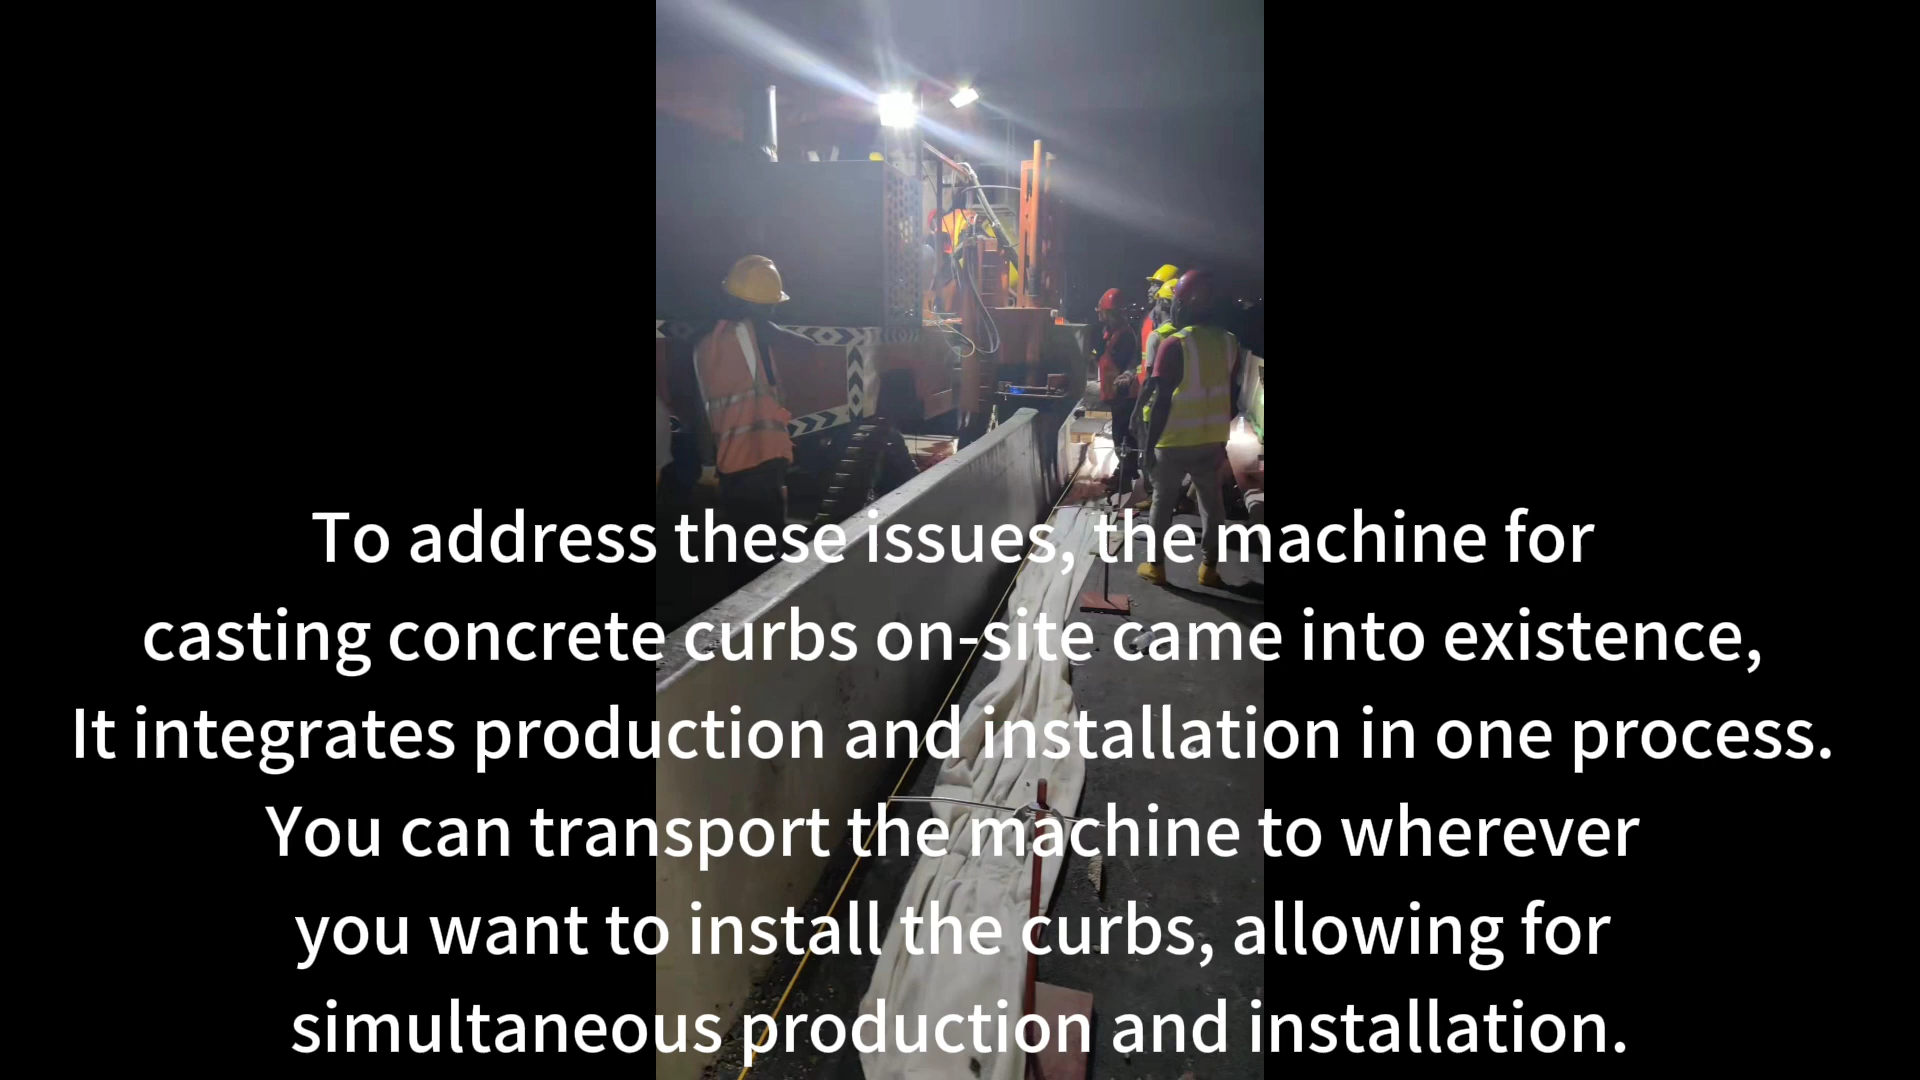 To address these issues, the machine for
casting concrete curbs on-site came into existence,
It integrates production and installation in one process.
You can transport the machine to wherever
you want to install the curbs, allowing for
simultaneous production and installation.